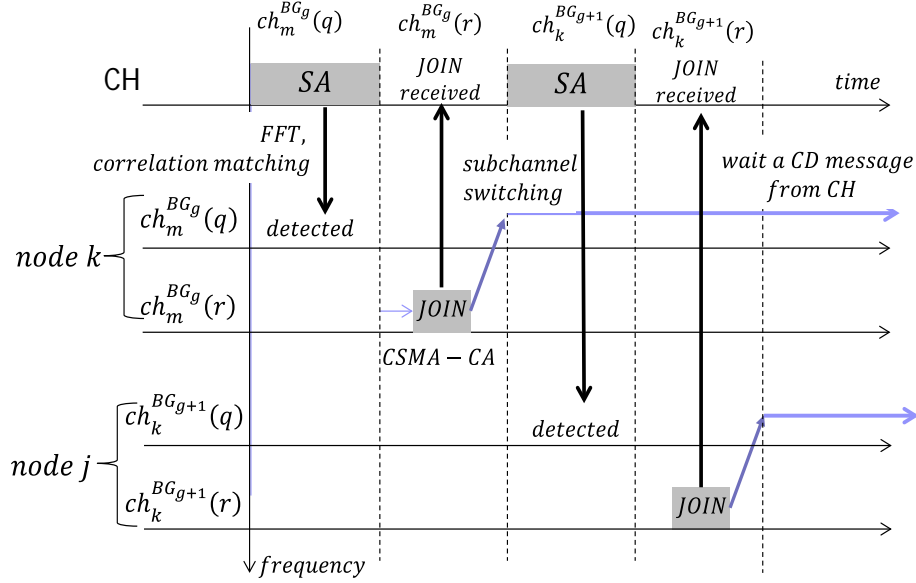 ch_m^{BG_g}(q) ch_m^{BG_g}(r) ch_k^{BG_{g+1}}(q) ch_k^{BG_{g+1}}(r)
CH SA JOIN received SA JOIN received time
FFT,
correlation matching
subchannel
switching
wait a CD message
from CH
ch_m^{BG_g}(q)
detected
node k
ch_m^{BG_g}(r)
JOIN
CSMA − CA
ch_k^{BG_{g+1}}(q)
detected
node j
ch_k^{BG_{g+1}}(r)
JOIN
frequency